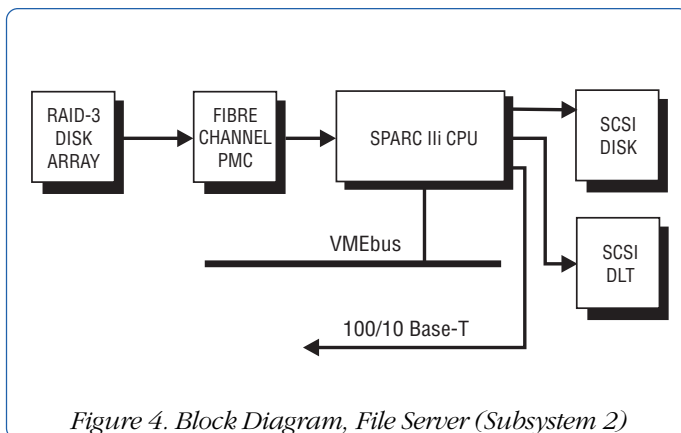 RAID-3
DISK
ARRAY
FIBRE
CHANNEL
PMC
SPARC IIi CPU
SCSI
DISK
SCSI
DLT
VMEbus
100/10 Base-T
Figure 4. Block Diagram, File Server (Subsystem 2)